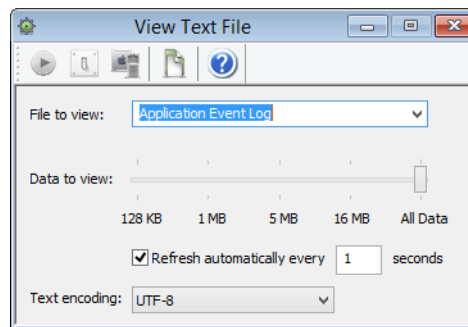 View Text File
File to view: Application Event Log
Data to view:
128 KB 1 MB 5 MB 16 MB All Data
Refresh automatically every 1 seconds
Text encoding: UTF-8